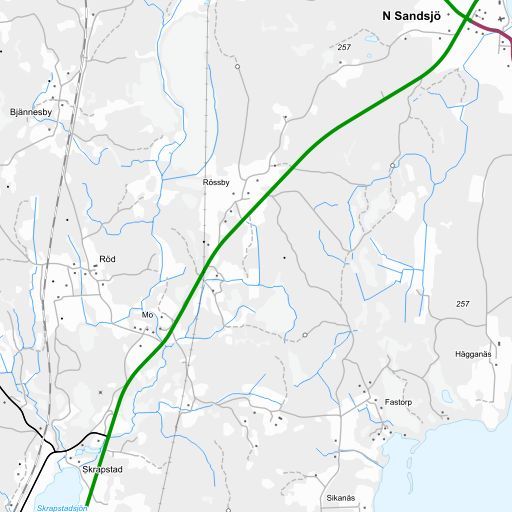 N Sandsjö
257
Bjännesby
Rössby
Röd
257
Mo
Hägganäs
Fastorp
Skrapstad
Sikanäs
Skrapstadsjön